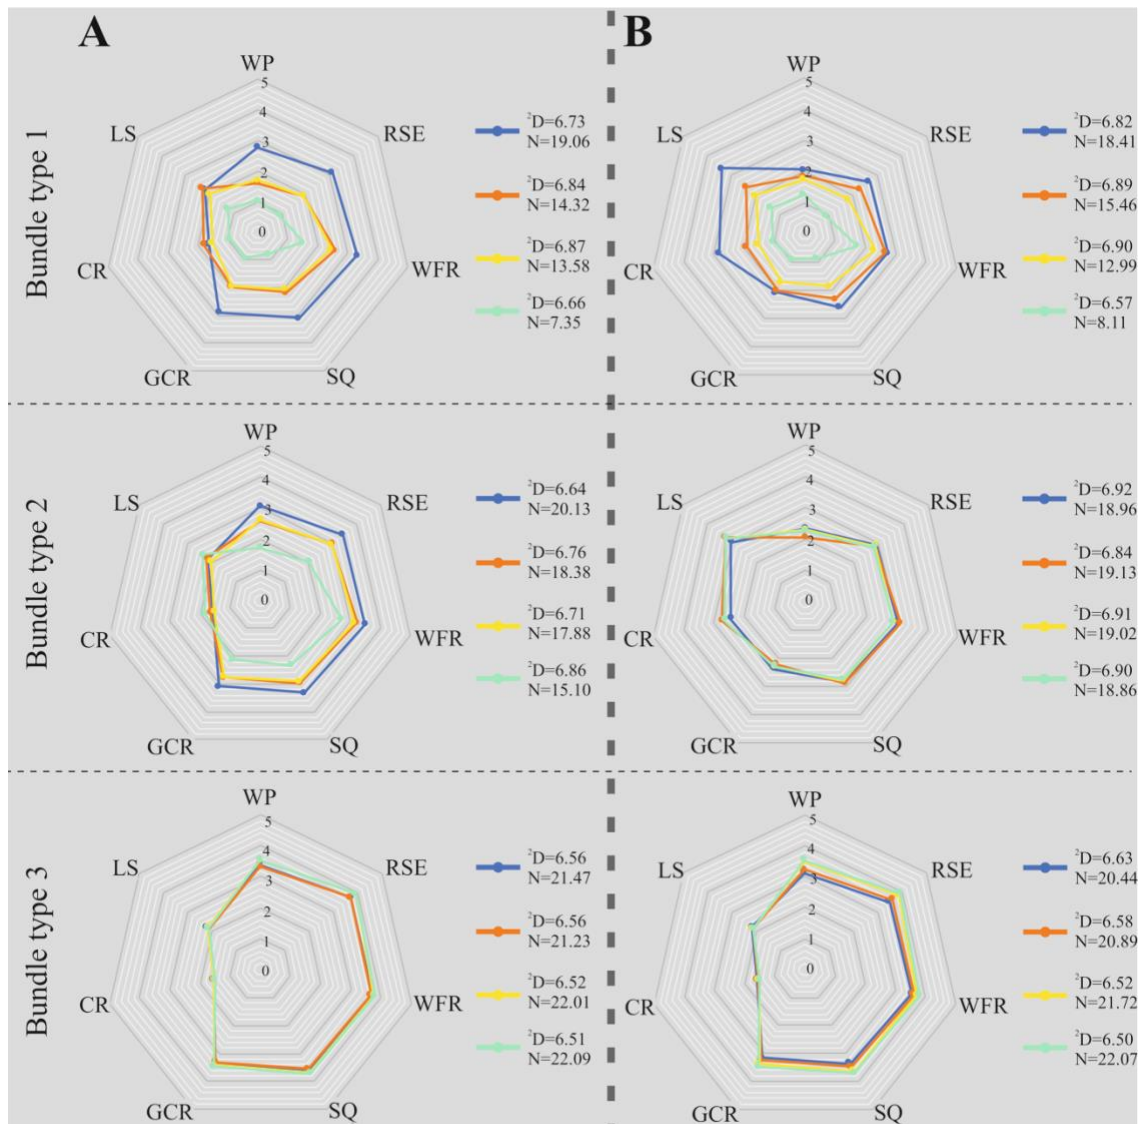 A
B
Bundle type 1
WP
RSE
WFR
SQ
GCR
CR
LS
5
4
3
2
1
0
²D=6.73
N=19.06
²D=6.84
N=14.32
²D=6.87
N=13.58
²D=6.66
N=7.35
WP
RSE
WFR
SQ
GCR
CR
LS
5
4
3
2
1
0
²D=6.82
N=18.41
²D=6.89
N=15.46
²D=6.90
N=12.99
²D=6.57
N=8.11
Bundle type 2
WP
RSE
WFR
SQ
GCR
CR
LS
5
4
3
2
1
0
²D=6.64
N=20.13
²D=6.76
N=18.38
²D=6.71
N=17.88
²D=6.86
N=15.10
WP
RSE
WFR
SQ
GCR
CR
LS
5
4
3
2
1
0
²D=6.92
N=18.96
²D=6.84
N=19.13
²D=6.91
N=19.02
²D=6.90
N=18.86
Bundle type 3
WP
RSE
WFR
SQ
GCR
CR
LS
5
4
3
2
1
0
²D=6.56
N=21.47
²D=6.56
N=21.23
²D=6.52
N=22.01
²D=6.51
N=22.09
WP
RSE
WFR
SQ
GCR
CR
LS
5
4
3
2
1
0
²D=6.63
N=20.44
²D=6.58
N=20.89
²D=6.52
N=21.72
²D=6.50
N=22.07